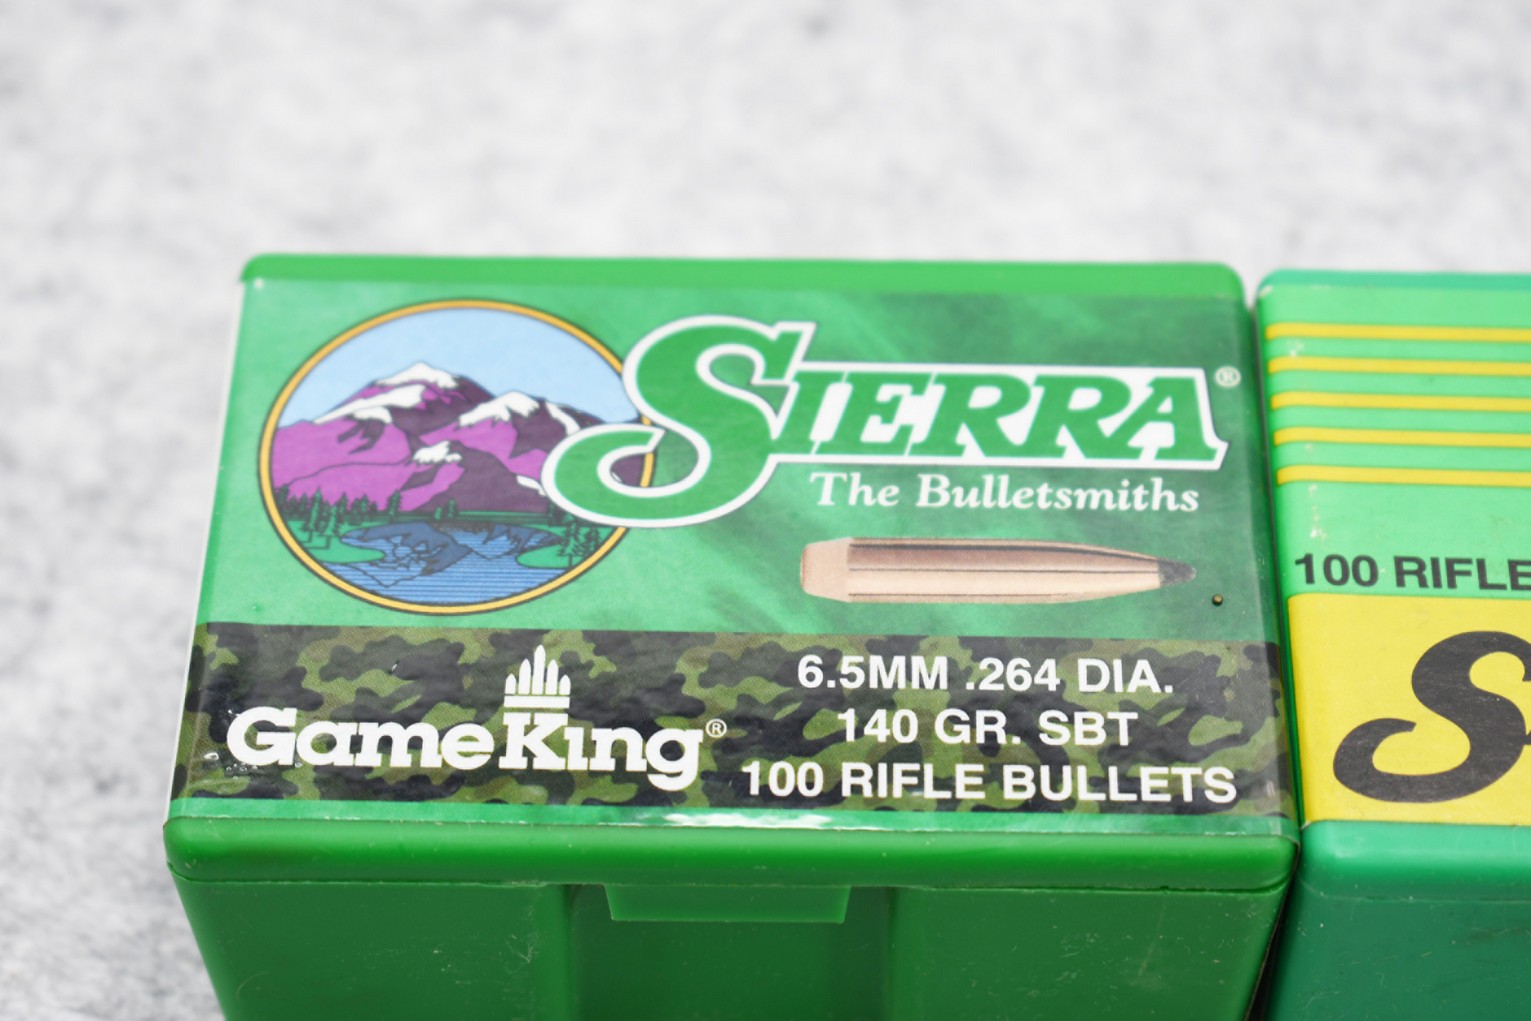 SIERRA®
The Bulletsmiths
GameKing®
6.5MM .264 DIA.
140 GR. SBT
100 RIFLE BULLETS
100 RIFLE
S